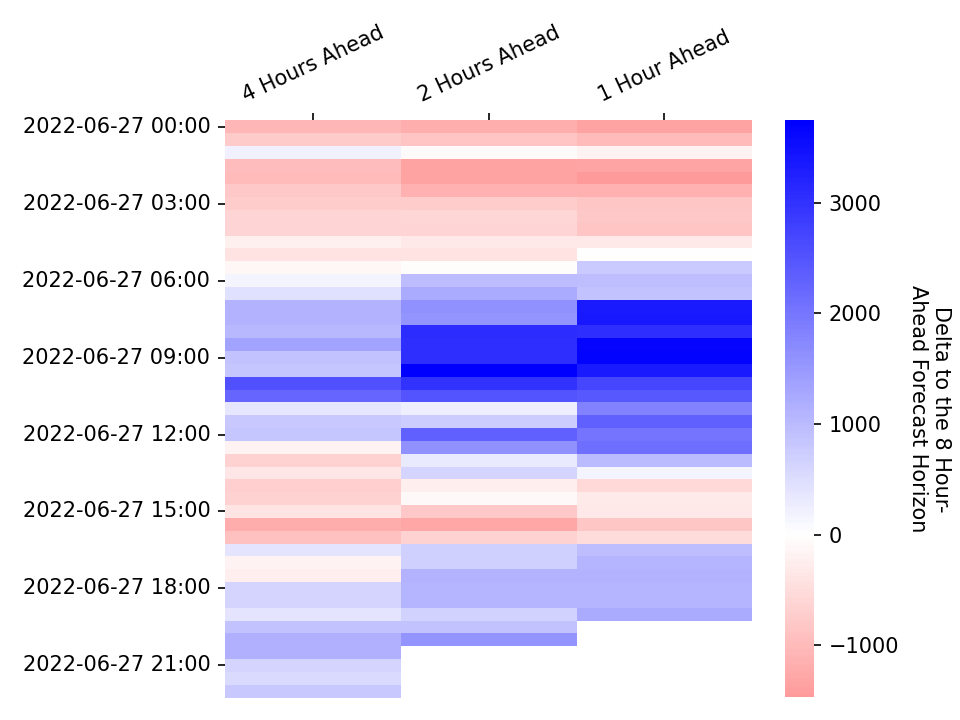 4 Hours Ahead
2 Hours Ahead
1 Hour Ahead
2022-06-27 00:00
2022-06-27 03:00
2022-06-27 06:00
2022-06-27 09:00
2022-06-27 12:00
2022-06-27 15:00
2022-06-27 18:00
2022-06-27 21:00
3000
2000
1000
0
−1000
Delta to the 8 Hour-
Ahead Forecast Horizon